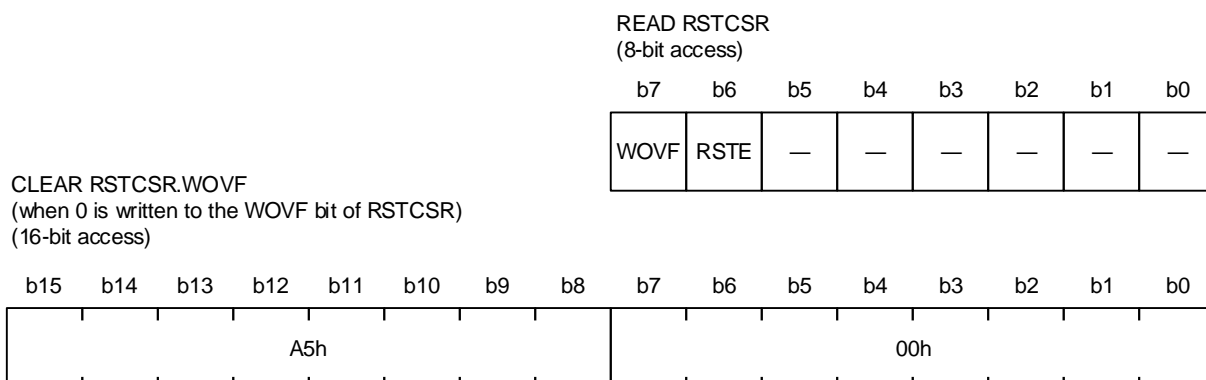 READ RSTCSR
(8-bit access)
b7 b6 b5 b4 b3 b2 b1 b0
WOVF RSTE — — — — — —
CLEAR RSTCSR.WOVF
(when 0 is written to the WOVF bit of RSTCSR)
(16-bit access)
b15 b14 b13 b12 b11 b10 b9 b8 b7 b6 b5 b4 b3 b2 b1 b0
A5h 00h